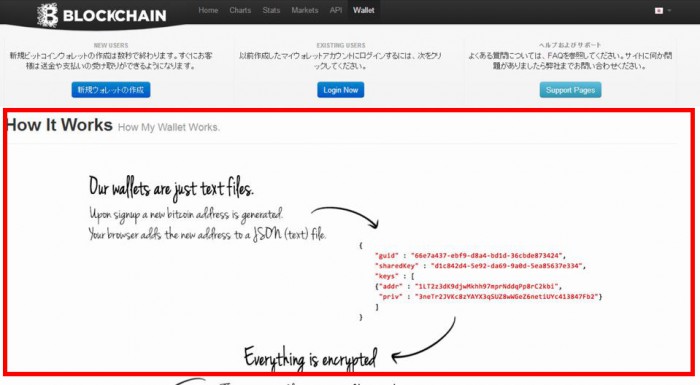 BLOCKCHAIN
Home Charts Stats Markets API Wallet
NEW USERS
新規ビットコインウォレットの作成は数秒で終わります。すぐにお客様は送金や支払いの受け取りができるようになります。
新規ウォレットの作成
EXISTING USERS
以前作成したマイウォレットアカウントにログインするには、次をクリックしてください。
Login Now
ヘルプおよびサポート
よくある質問については、FAQを参照してください。サイトに何か問題がありましたら弊社までお問い合わせください。
Support Pages
How It Works How My Wallet Works.
Our wallets are just text files.
Upon signup a new bitcoin address is generated.
Your browser adds the new address to a JSON (text) file.
{
"guid" : "66e7a437-ebf9-d8a4-bd1d-36cbde873424",
"sharedKey" : "d1c842d4-5e92-da69-9a0d-5ea85637e334",
"keys" : [
{"addr" : "1LT2z3dK9djwMkhh97mprNddqPp8rC2kbi",
"priv" : "3neTr2JVKc8zYAYX3qSUZ8wWGeZ6netiUYc413847Fb2"}
]
}
Everything is encrypted